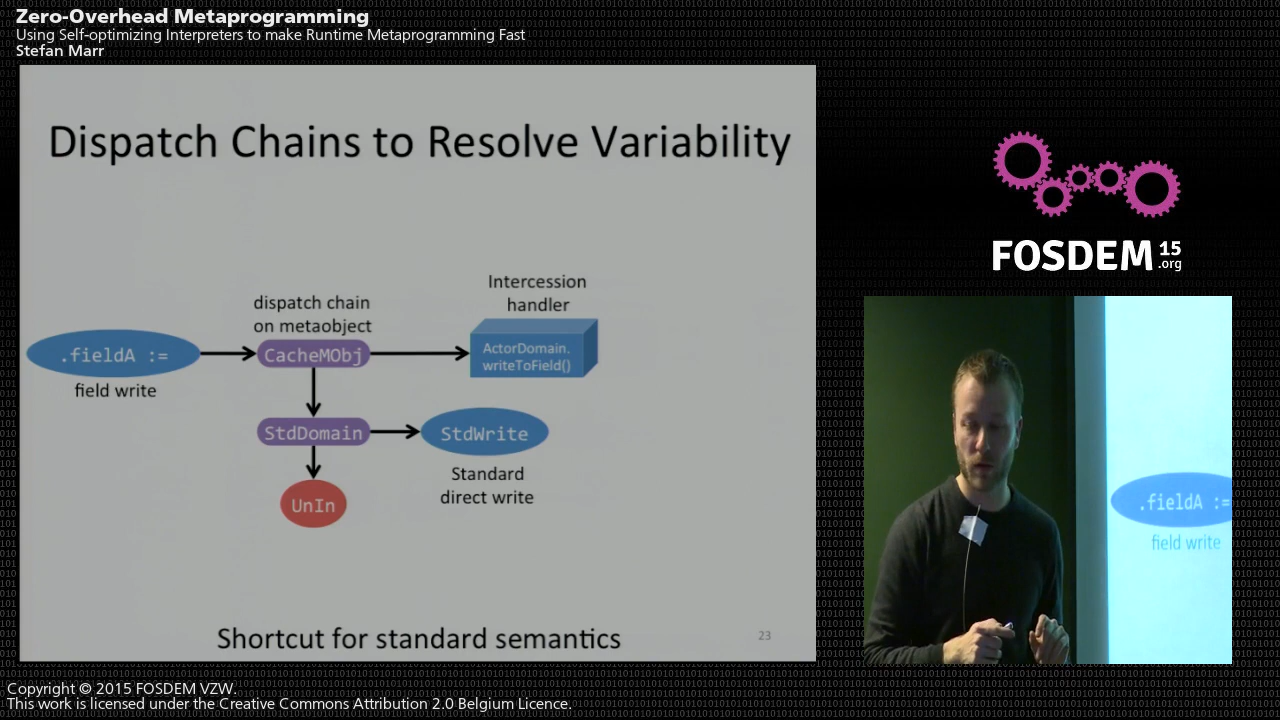 Zero-Overhead Metaprogramming
Using Self-optimizing Interpreters to make Runtime Metaprogramming Fast
Stefan Marr
Dispatch Chains to Resolve Variability
Intercession
handler
dispatch chain
on metaobject
.fieldA :=
CacheMObj
ActorDomain.
writeToField()
field write
StdDomain
StdWrite
Standard
direct write
UnIn
Shortcut for standard semantics
23
FOSDEM 15
.org
.fieldA :=
field write
Copyright © 2015 FOSDEM VZW.
This work is licensed under the Creative Commons Attribution 2.0 Belgium Licence.